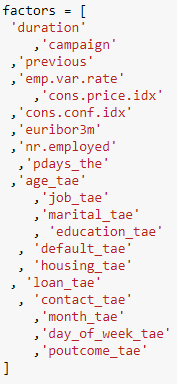 factors = [
'duration'
,'campaign'
,'previous'
,'emp.var.rate'
,'cons.price.idx'
,'cons.conf.idx'
,'euribor3m'
,'nr.employed'
,'pdays_the'
,'age_tae'
,'job_tae'
,'marital_tae'
, 'education_tae'
, 'default_tae'
, 'housing_tae'
, 'loan_tae'
, 'contact_tae'
,'month_tae'
,'day_of_week_tae'
,'poutcome_tae'
]